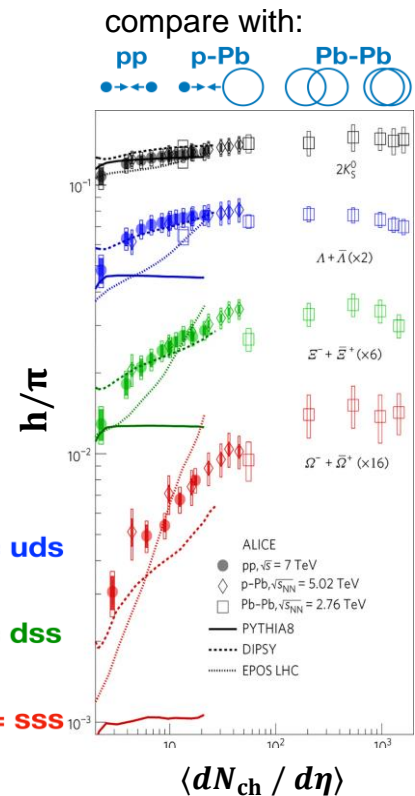 compare with:
pp p-Pb Pb-Pb
10⁻¹
2K⁰_S
Λ + Λ̄ (×2)
h/π
Ξ⁻ + Ξ̄⁺ (×6)
10⁻²
Ω⁻ + Ω̄⁺ (×16)
uds
ALICE
pp, √s = 7 TeV
p-Pb, √s_NN = 5.02 TeV
dss
Pb-Pb, √s_NN = 2.76 TeV
PYTHIA8
DIPSY
EPOS LHC
= sss
10⁻³
10 10² 10³
⟨dN_ch / dη⟩